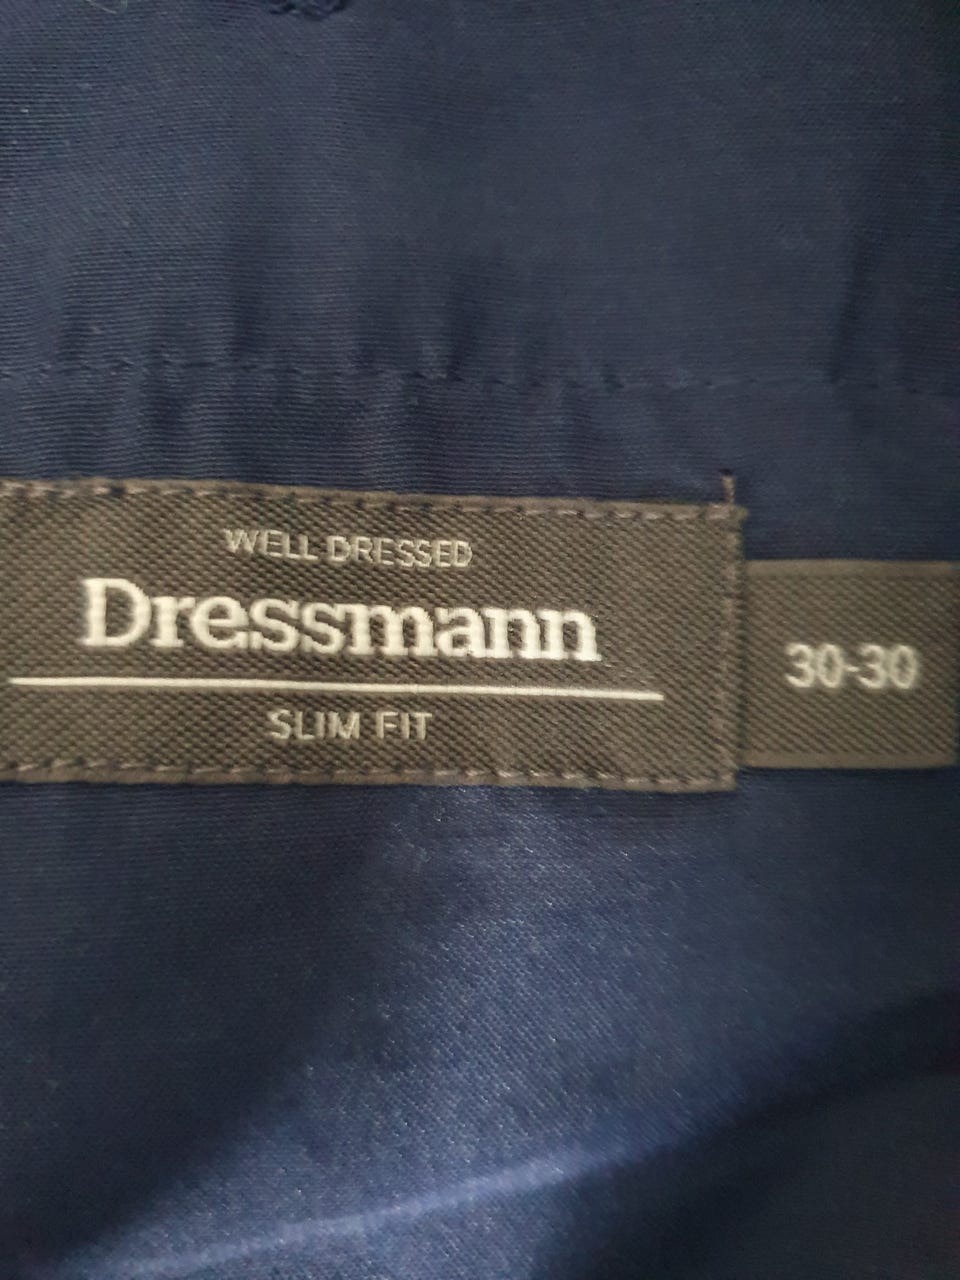 WELL DRESSED
Dressmann
SLIM FIT
30-30